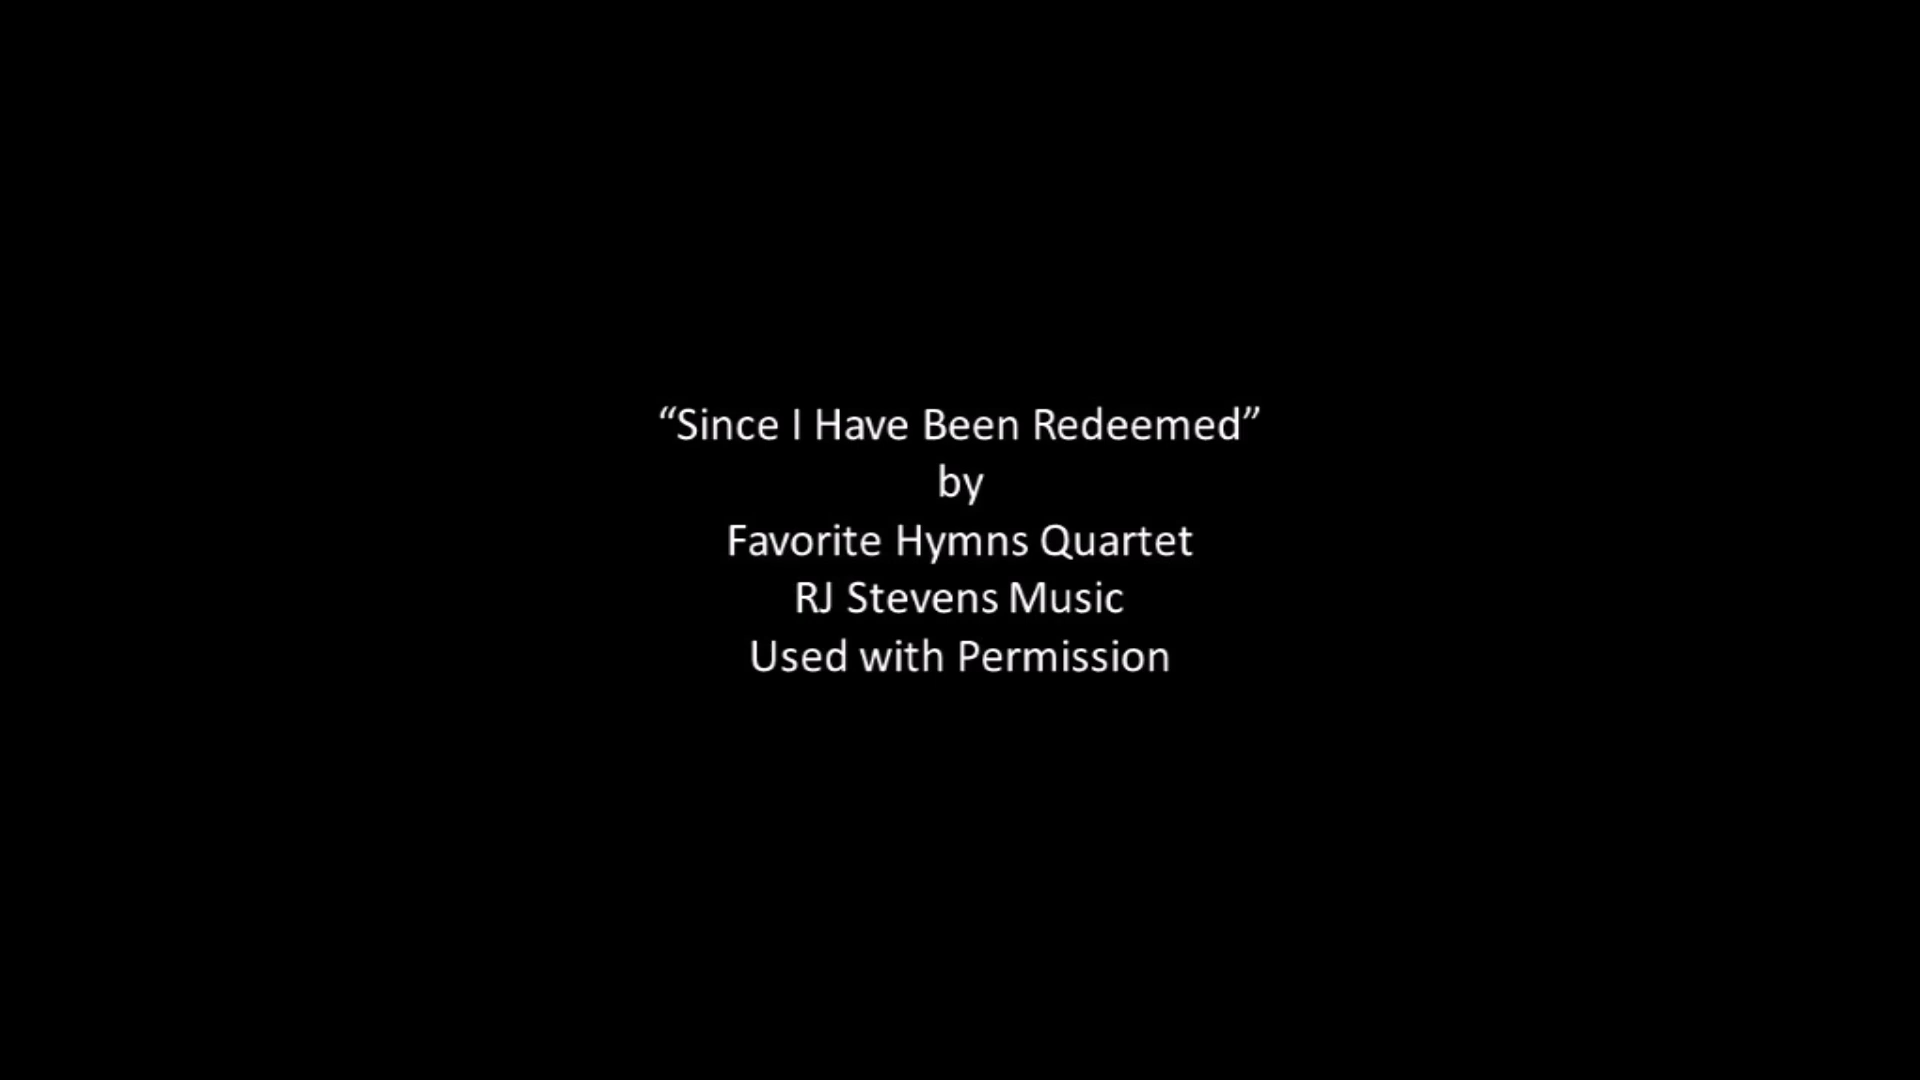 “Since I Have Been Redeemed”
by
Favorite Hymns Quartet
RJ Stevens Music
Used with Permission